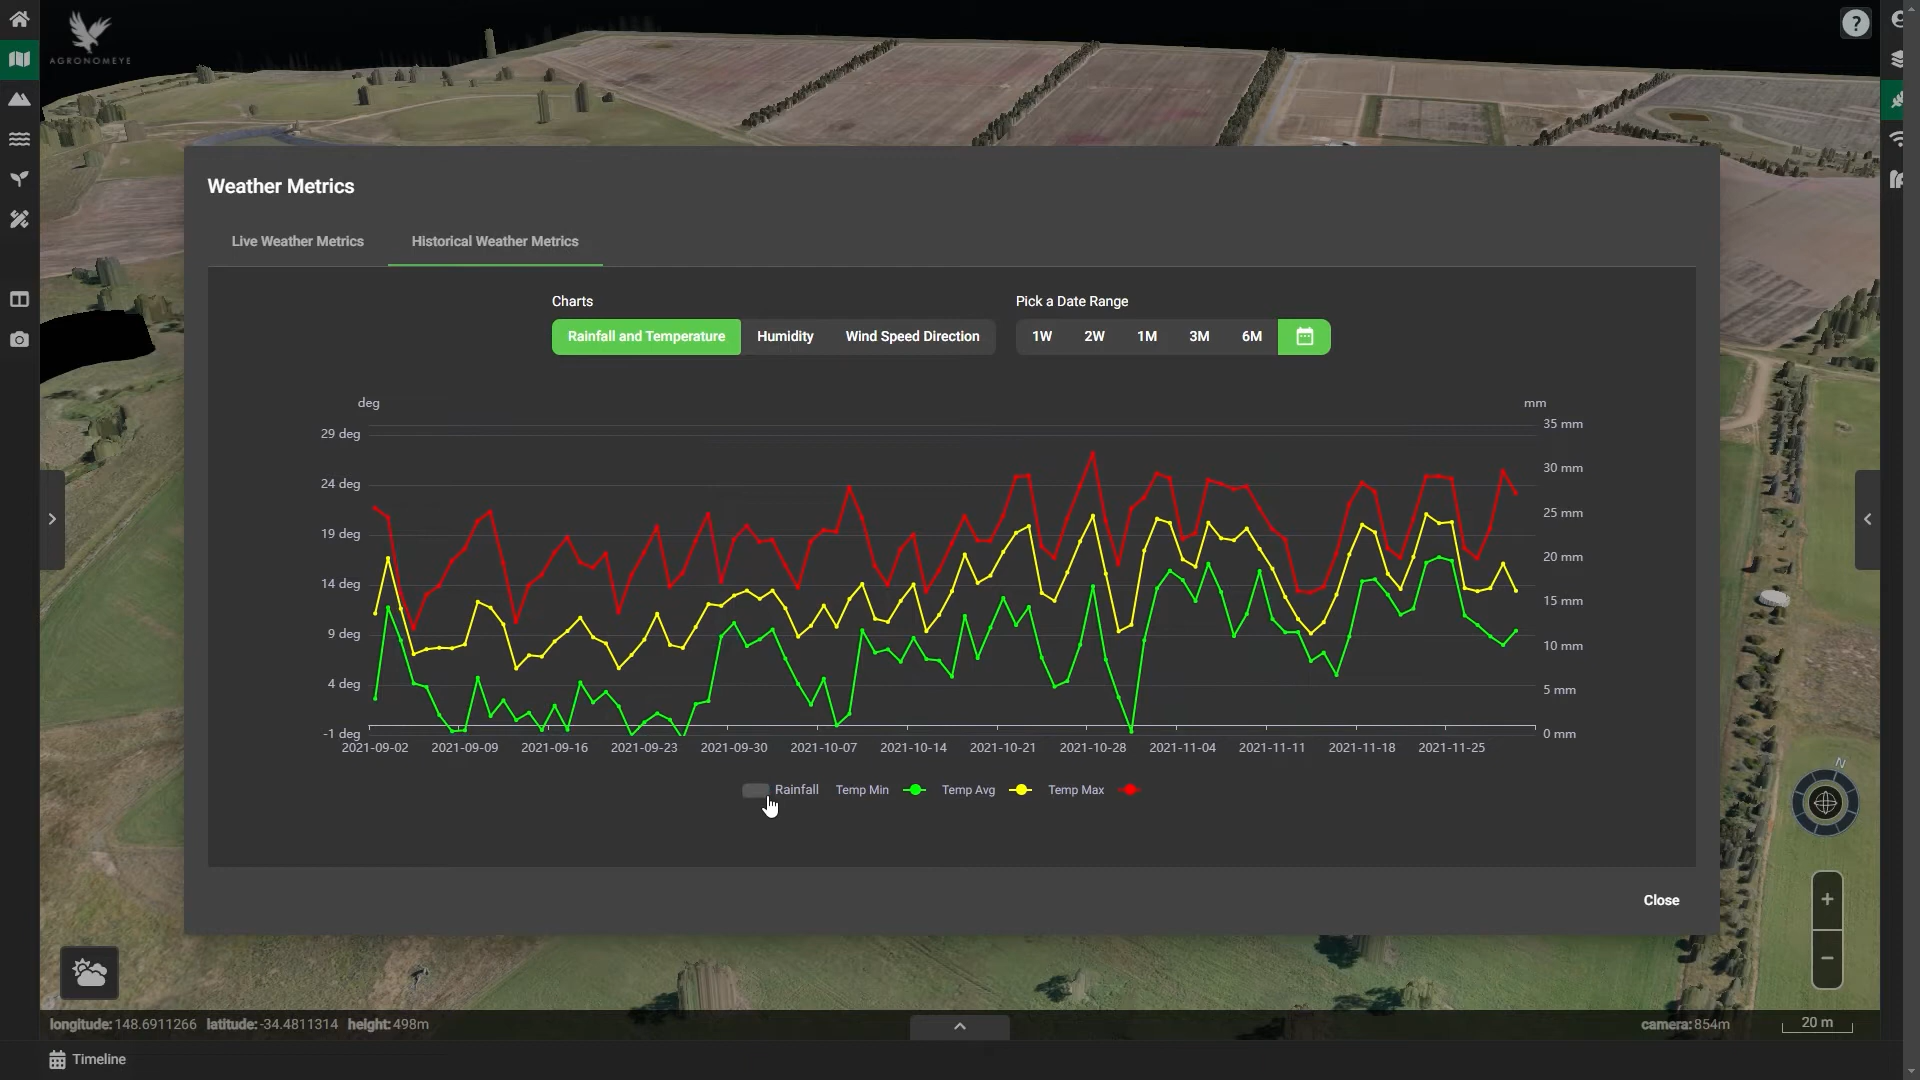 AGRONOMEYE
?
Weather Metrics
Live Weather Metrics
Historical Weather Metrics
Charts
Pick a Date Range
Rainfall and Temperature
Humidity
Wind Speed Direction
1W
2W
1M
3M
6M
deg
mm
29 deg
24 deg
19 deg
14 deg
9 deg
4 deg
-1 deg
35 mm
30 mm
25 mm
20 mm
15 mm
10 mm
5 mm
0 mm
2021-09-02
2021-09-09
2021-09-16
2021-09-23
2021-09-30
2021-10-07
2021-10-14
2021-10-21
2021-10-28
2021-11-04
2021-11-11
2021-11-18
2021-11-25
Rainfall
Temp Min
Temp Avg
Temp Max
Close
N
+
−
longitude: 148.6911266 latitude: -34.4811314 height: 498m
camera: 854m
20 m
Timeline